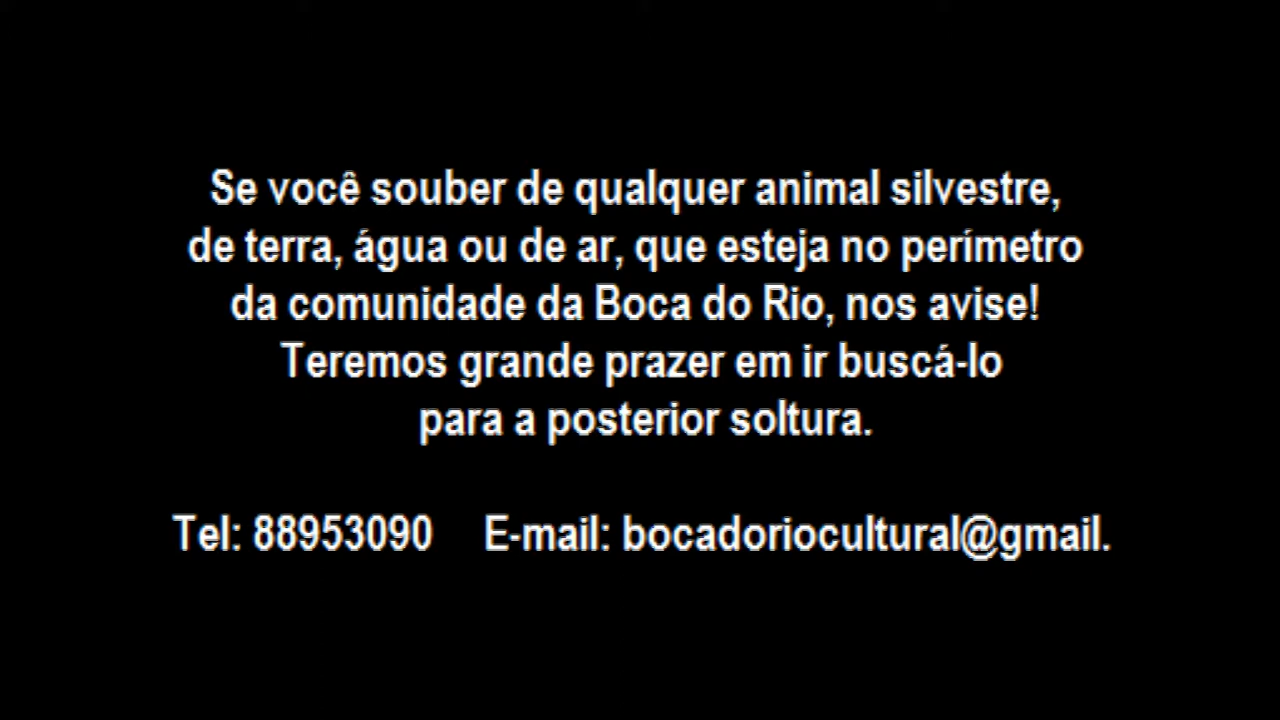 Se você souber de qualquer animal silvestre,
de terra, água ou de ar, que esteja no perímetro
da comunidade da Boca do Rio, nos avise!
Teremos grande prazer em ir buscá-lo
para a posterior soltura.
Tel: 88953090 E-mail: bocadoriocultural@gmail.